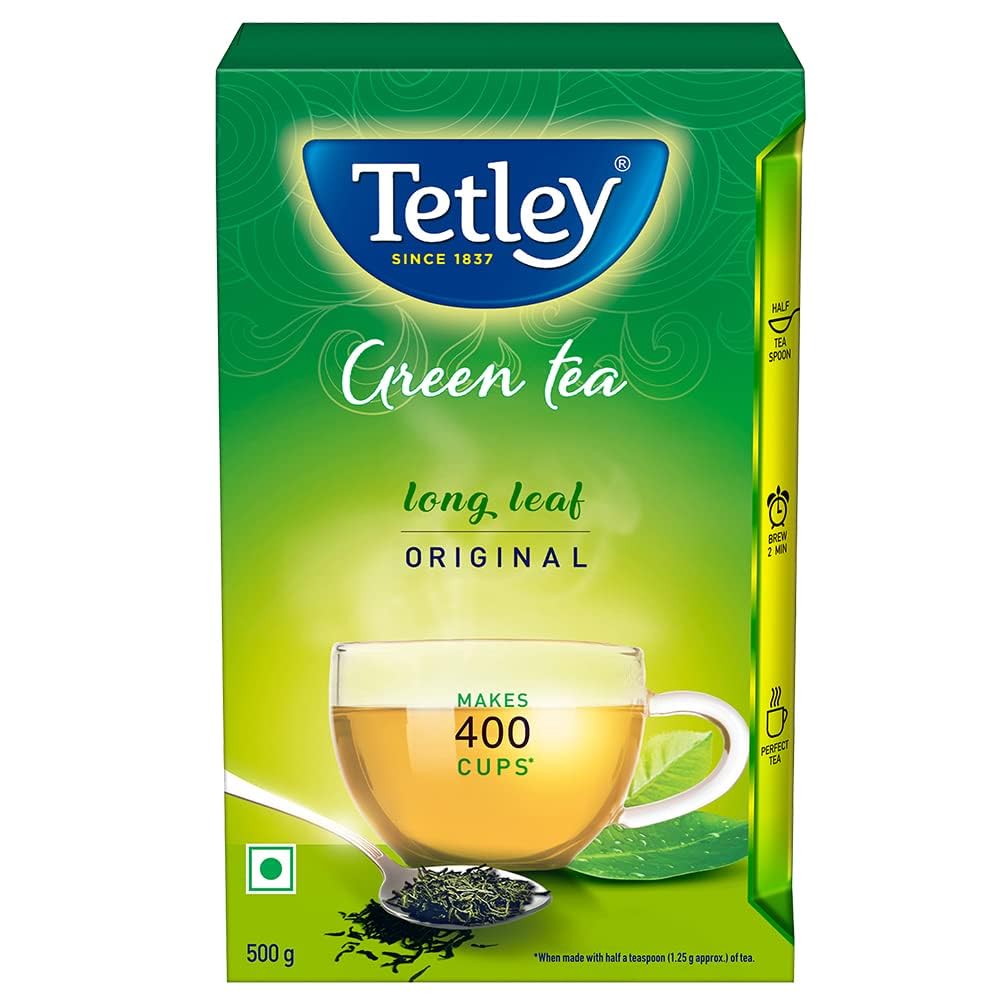 Tetley®
SINCE 1837
Green tea
long leaf
ORIGINAL
MAKES
400
CUPS*
HALF
TEA
SPOON
BREW
2 MIN
PERFECT
TEA
500 g
*When made with half a teaspoon (1.25 g approx.) of tea.